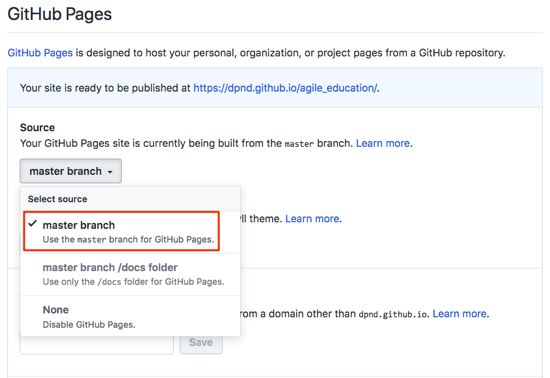 GitHub Pages
GitHub Pages is designed to host your personal, organization, or project pages from a GitHub repository.
Your site is ready to be published at https://dpnd.github.io/agile_education/.
Source
Your GitHub Pages site is currently being built from the master branch. Learn more.
master branch
Select source
master branch
Use the master branch for GitHub Pages.
yll theme. Learn more.
master branch /docs folder
Use only the /docs folder for GitHub Pages.
None
Disable GitHub Pages.
om a domain other than dpnd.github.io. Learn more.
Save